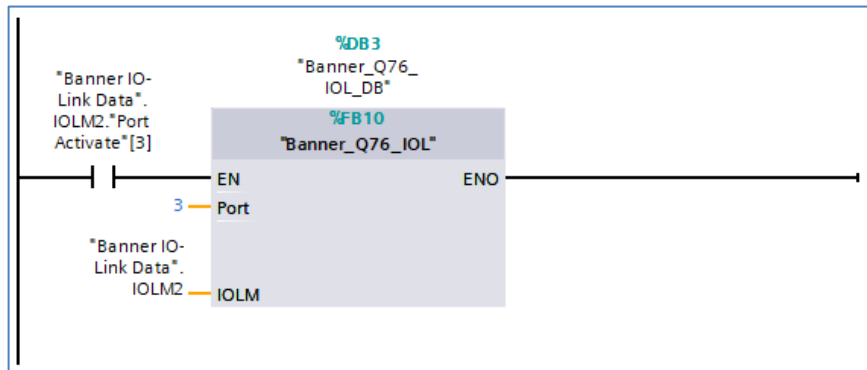 %DB3
"Banner_Q76_
IOL_DB"
"Banner IO-
Link Data".
IOLM2."Port
Activate"[3]
%FB10
"Banner_Q76_IOL"
EN
ENO
3
Port
"Banner IO-
Link Data".
IOLM2
IOLM